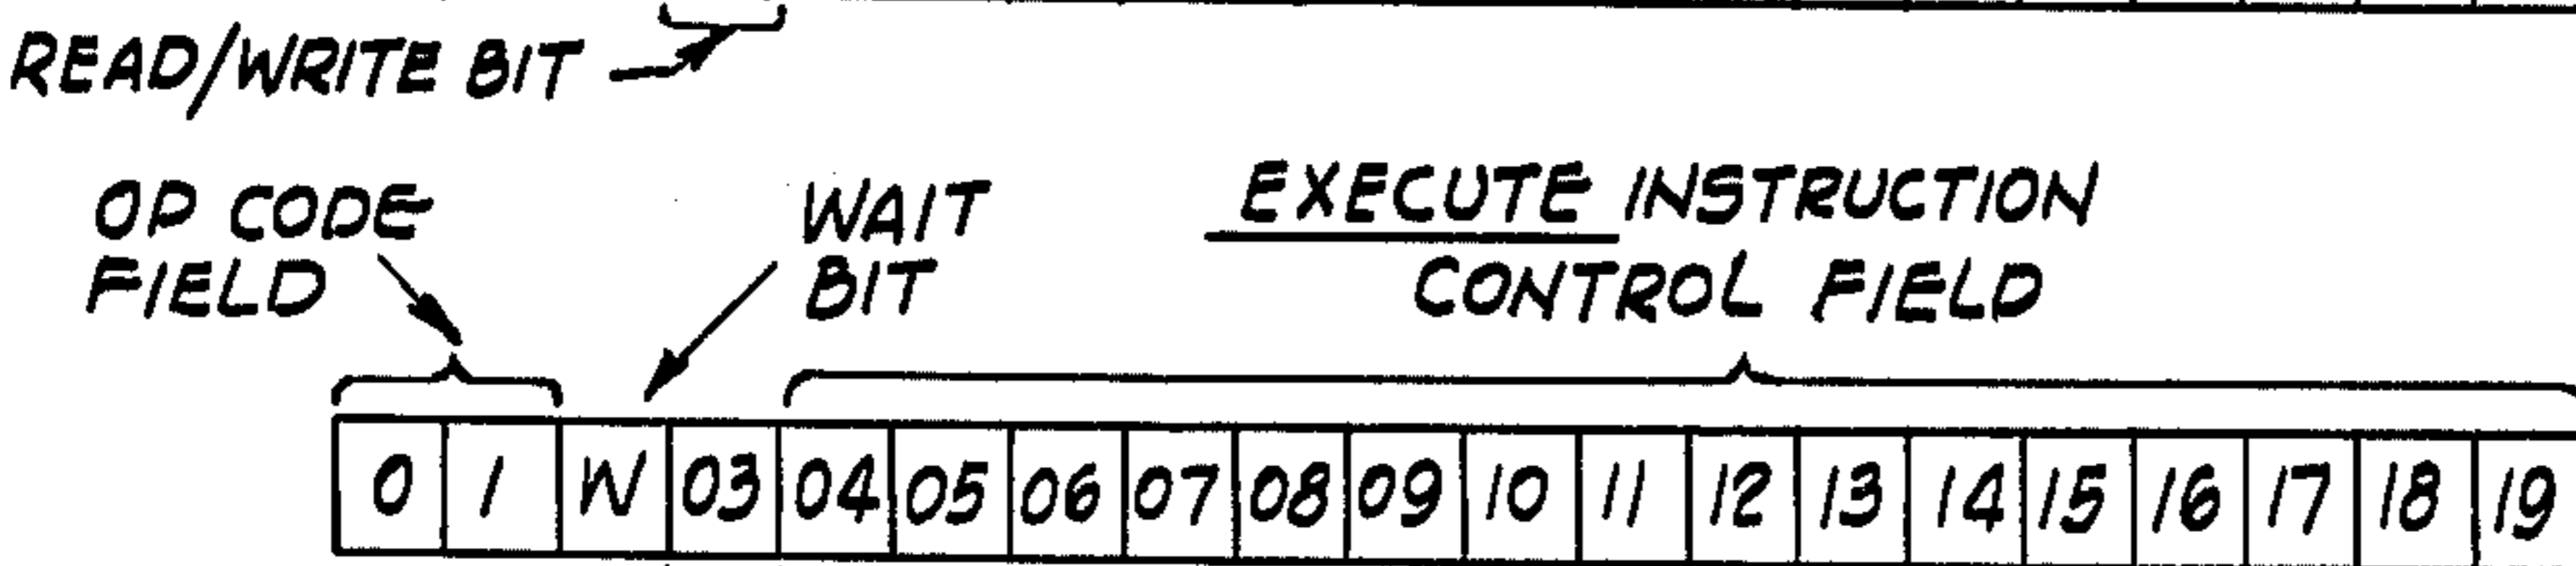 READ/WRITE BIT
OP CODE WAIT EXECUTE INSTRUCTION
FIELD BIT CONTROL FIELD
0 1 W 03 04 05 06 07 08 09 10 11 12 13 14 15 16 17 18 19